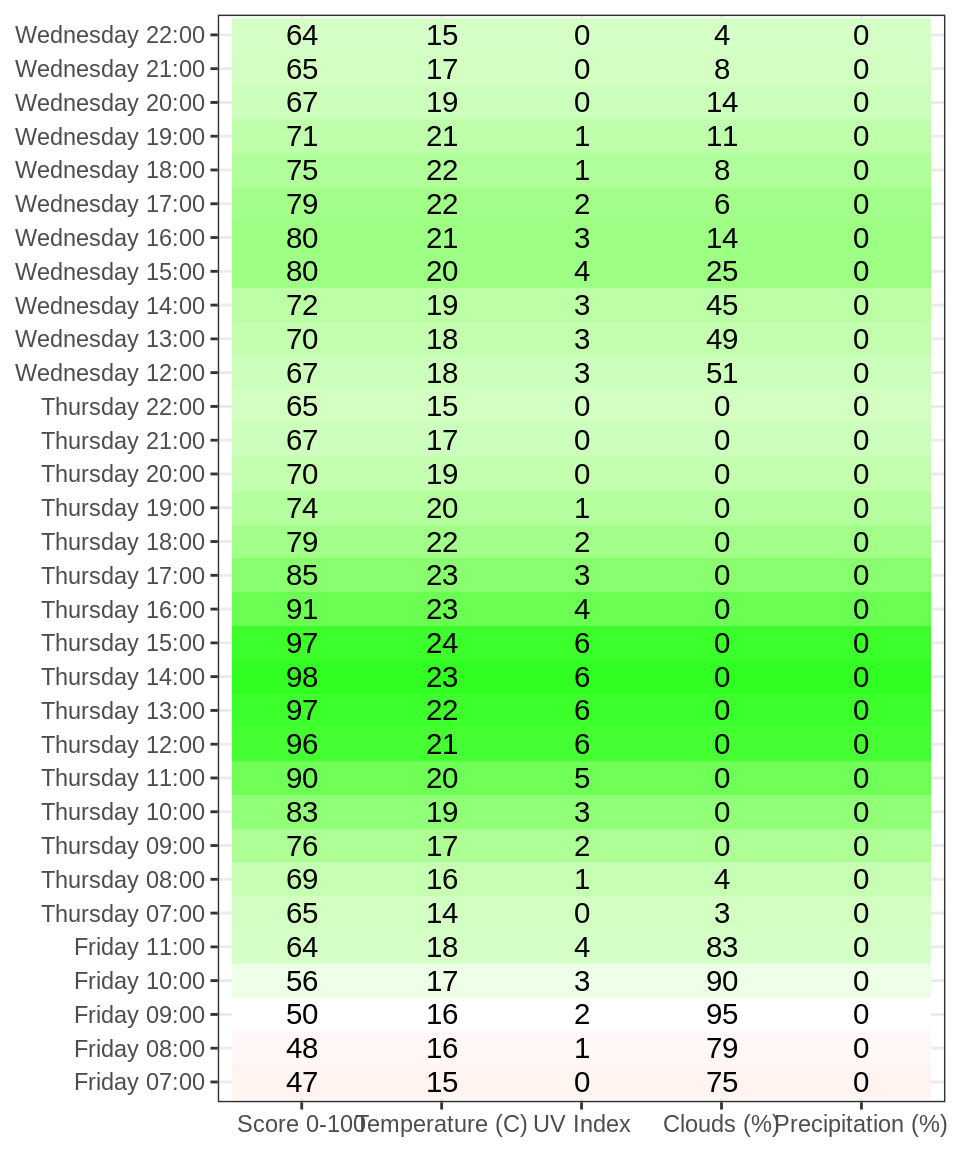 Wednesday 22:00 64 15 0 4 0
Wednesday 21:00 65 17 0 8 0
Wednesday 20:00 67 19 0 14 0
Wednesday 19:00 71 21 1 11 0
Wednesday 18:00 75 22 1 8 0
Wednesday 17:00 79 22 2 6 0
Wednesday 16:00 80 21 3 14 0
Wednesday 15:00 80 20 4 25 0
Wednesday 14:00 72 19 3 45 0
Wednesday 13:00 70 18 3 49 0
Wednesday 12:00 67 18 3 51 0
Thursday 22:00 65 15 0 0 0
Thursday 21:00 67 17 0 0 0
Thursday 20:00 70 19 0 0 0
Thursday 19:00 74 20 1 0 0
Thursday 18:00 79 22 2 0 0
Thursday 17:00 85 23 3 0 0
Thursday 16:00 91 23 4 0 0
Thursday 15:00 97 24 6 0 0
Thursday 14:00 98 23 6 0 0
Thursday 13:00 97 22 6 0 0
Thursday 12:00 96 21 6 0 0
Thursday 11:00 90 20 5 0 0
Thursday 10:00 83 19 3 0 0
Thursday 09:00 76 17 2 0 0
Thursday 08:00 69 16 1 4 0
Thursday 07:00 65 14 0 3 0
Friday 11:00 64 18 4 83 0
Friday 10:00 56 17 3 90 0
Friday 09:00 50 16 2 95 0
Friday 08:00 48 16 1 79 0
Friday 07:00 47 15 0 75 0
Score 0-100 Temperature (C) UV Index Clouds (%) Precipitation (%)